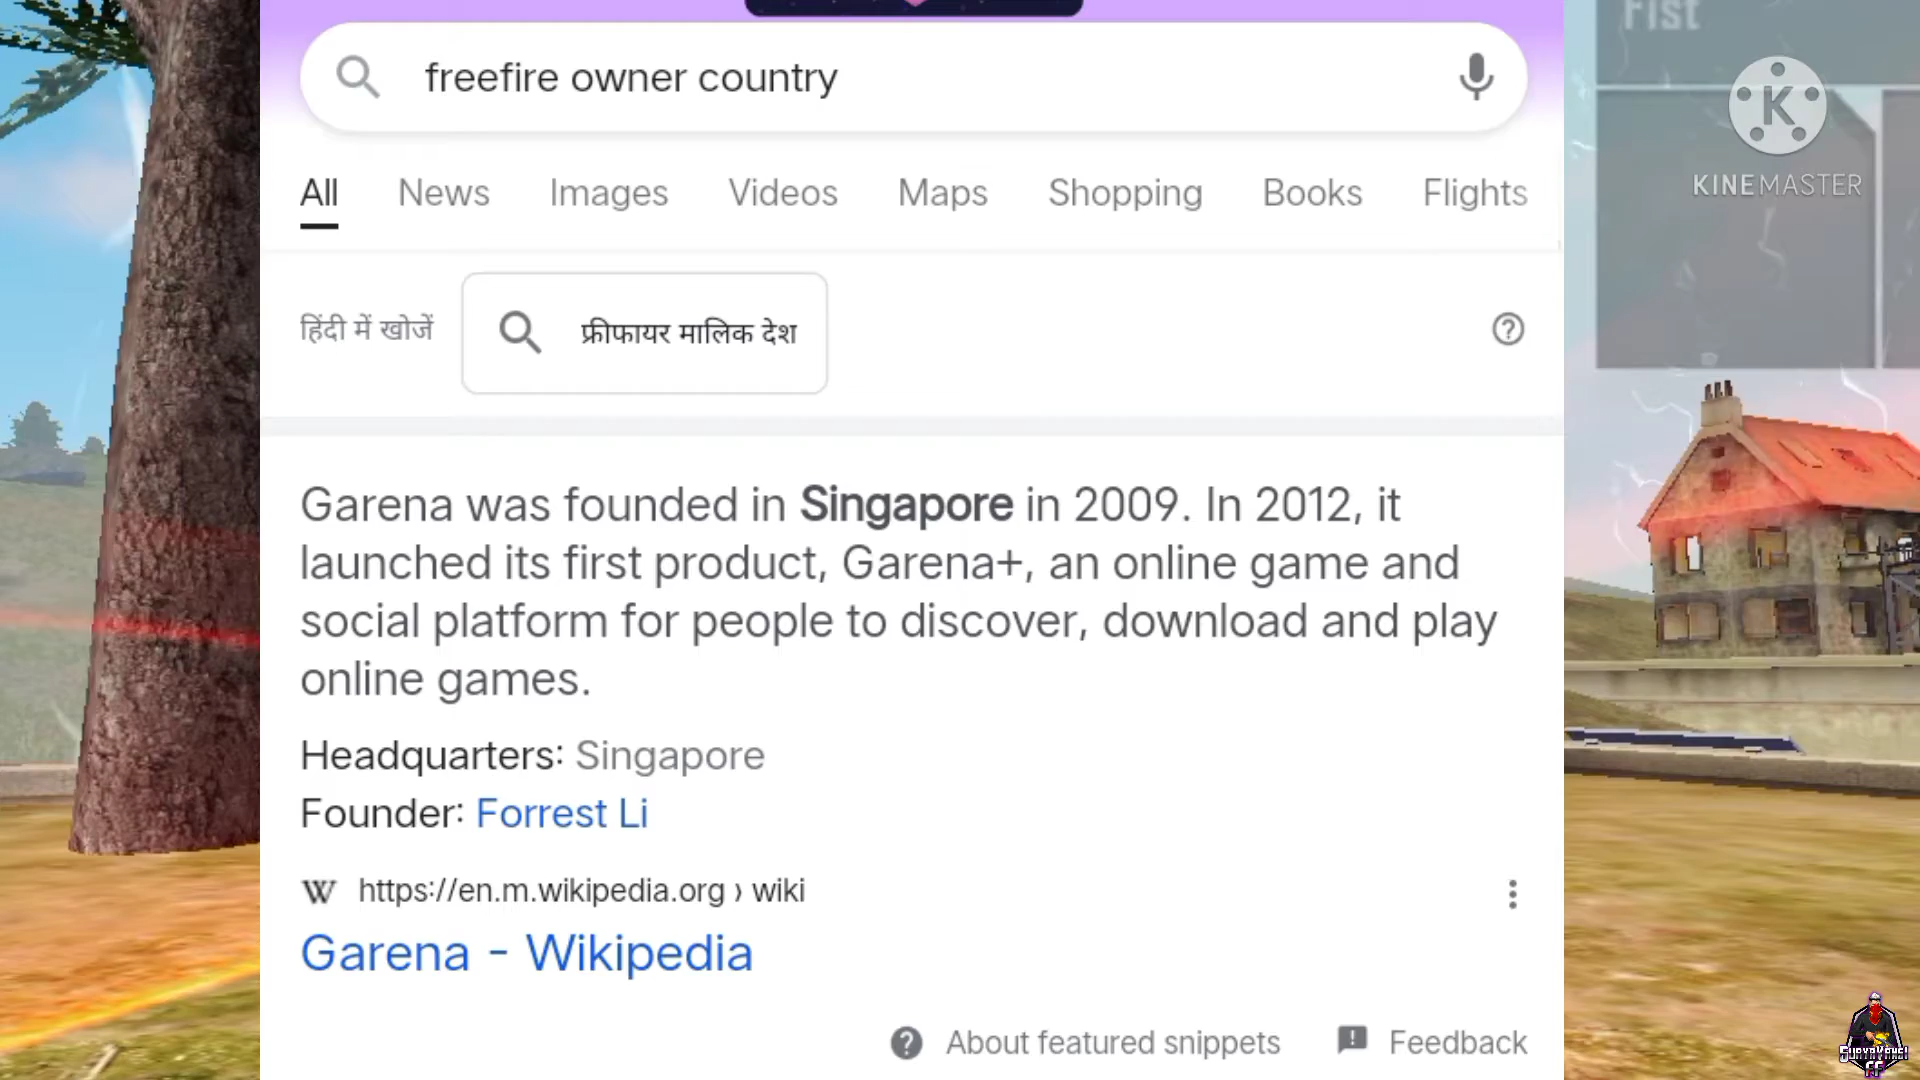 Fist
freefire owner country
KINEMASTER
All News Images Videos Maps Shopping Books Flights
हिंदी में खोजें फ्रीफायर मालिक देश
Garena was founded in Singapore in 2009. In 2012, it
launched its first product, Garena+, an online game and
social platform for people to discover, download and play
online games.
Headquarters: Singapore
Founder: Forrest Li
https://en.m.wikipedia.org › wiki
Garena - Wikipedia
About featured snippets Feedback